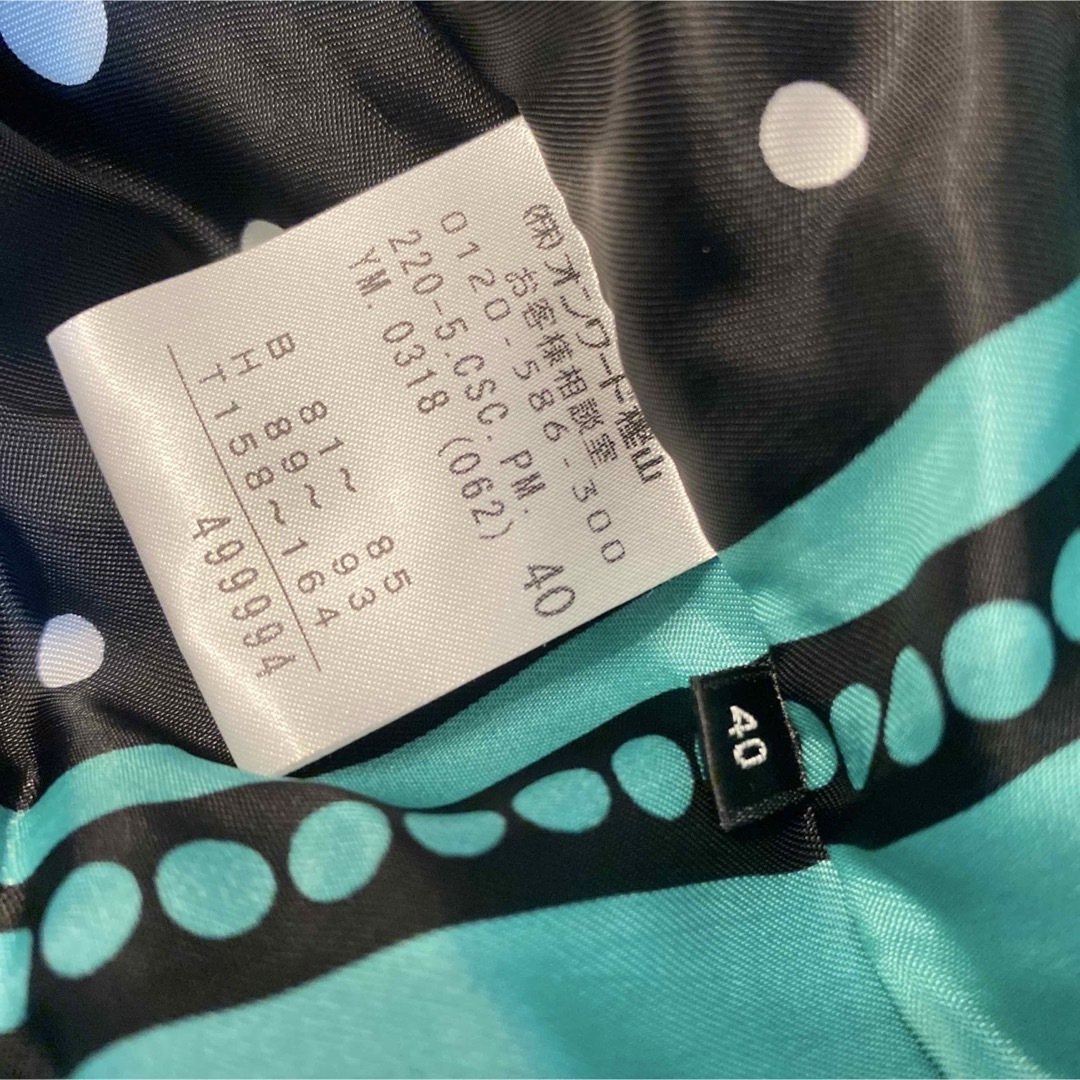 (株)オンワード樫山
お客様相談室
0120-586-300
220-5.CSC.PM. 40
YM. 0318 (062)
B 81~ 85
H 89~ 93
T158~164
499994
40